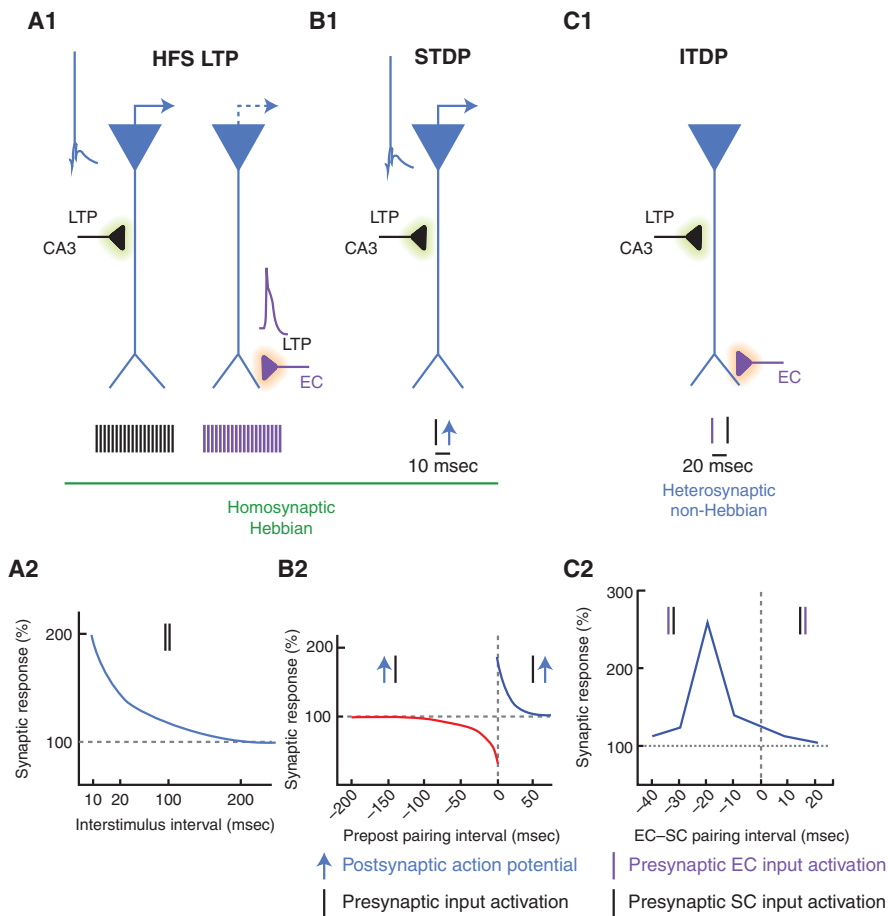 A1
HFS LTP
LTP
CA3
LTP
EC
Homosynaptic
Hebbian
B1
STDP
LTP
CA3
10 msec
C1
ITDP
LTP
CA3
EC
20 msec
Heterosynaptic
non-Hebbian
A2
Synaptic response (%)
200
100
10
20
100
200
Interstimulus interval (msec)
B2
Synaptic response (%)
200
100
–200
–150
–100
–50
0
50
Prepost pairing interval (msec)
Postsynaptic action potential
Presynaptic input activation
C2
Synaptic response (%)
300
200
100
–40
–30
–20
–10
0
10
20
EC–SC pairing interval (msec)
Presynaptic EC input activation
Presynaptic SC input activation